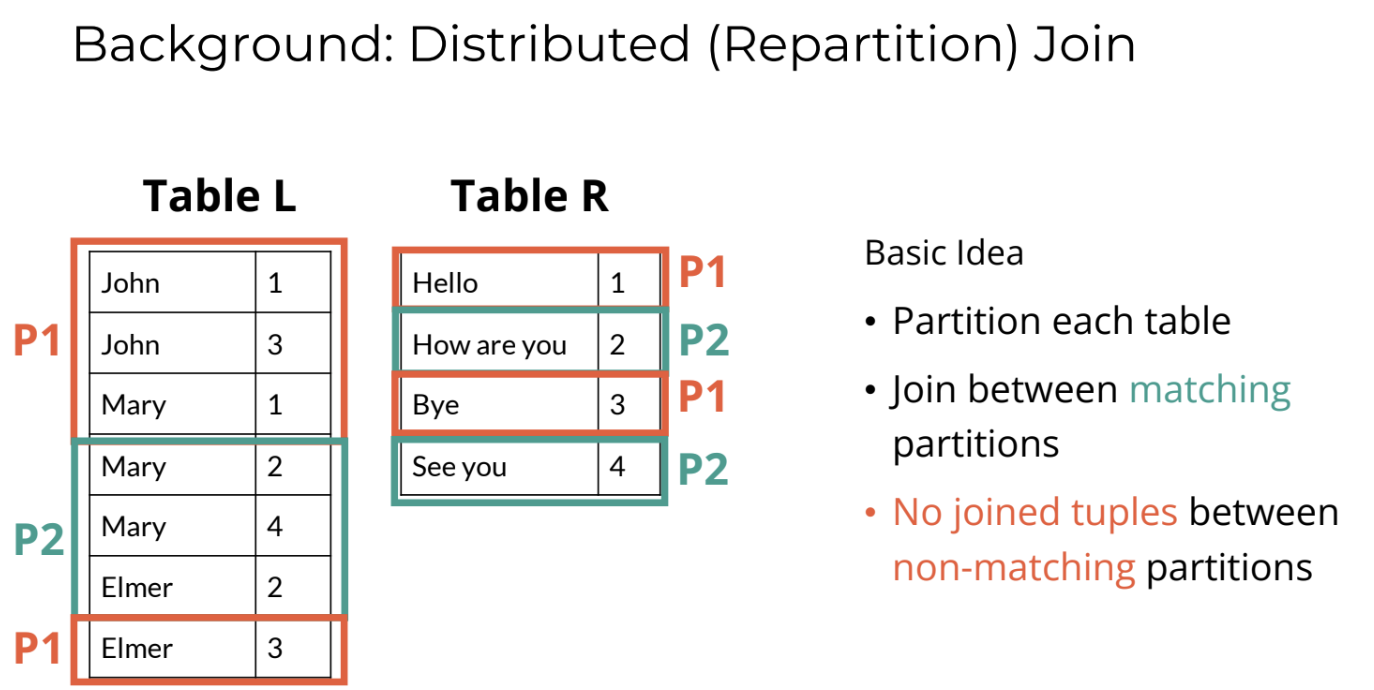 Background: Distributed (Repartition) Join
Table L
P1
John 1
John 3
Mary 1
P2
Mary 2
Mary 4
Elmer 2
P1
Elmer 3
Table R
Hello 1 P1
How are you 2 P2
Bye 3 P1
See you 4 P2
Basic Idea
• Partition each table
• Join between matching
partitions
• No joined tuples between
non-matching partitions